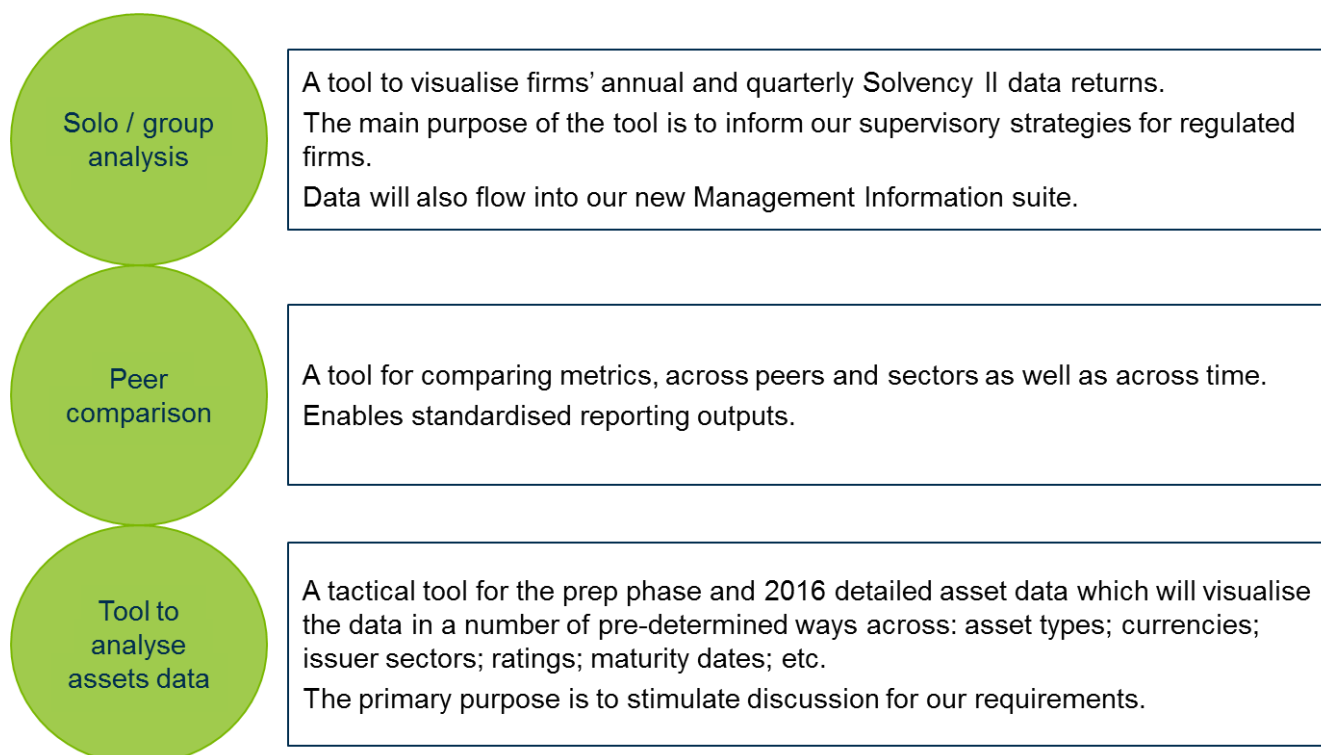 Solo / group
analysis
A tool to visualise firms’ annual and quarterly Solvency II data returns.
The main purpose of the tool is to inform our supervisory strategies for regulated
firms.
Data will also flow into our new Management Information suite.
Peer
comparison
A tool for comparing metrics, across peers and sectors as well as across time.
Enables standardised reporting outputs.
Tool to
analyse
assets data
A tactical tool for the prep phase and 2016 detailed asset data which will visualise
the data in a number of pre-determined ways across: asset types; currencies;
issuer sectors; ratings; maturity dates; etc.
The primary purpose is to stimulate discussion for our requirements.